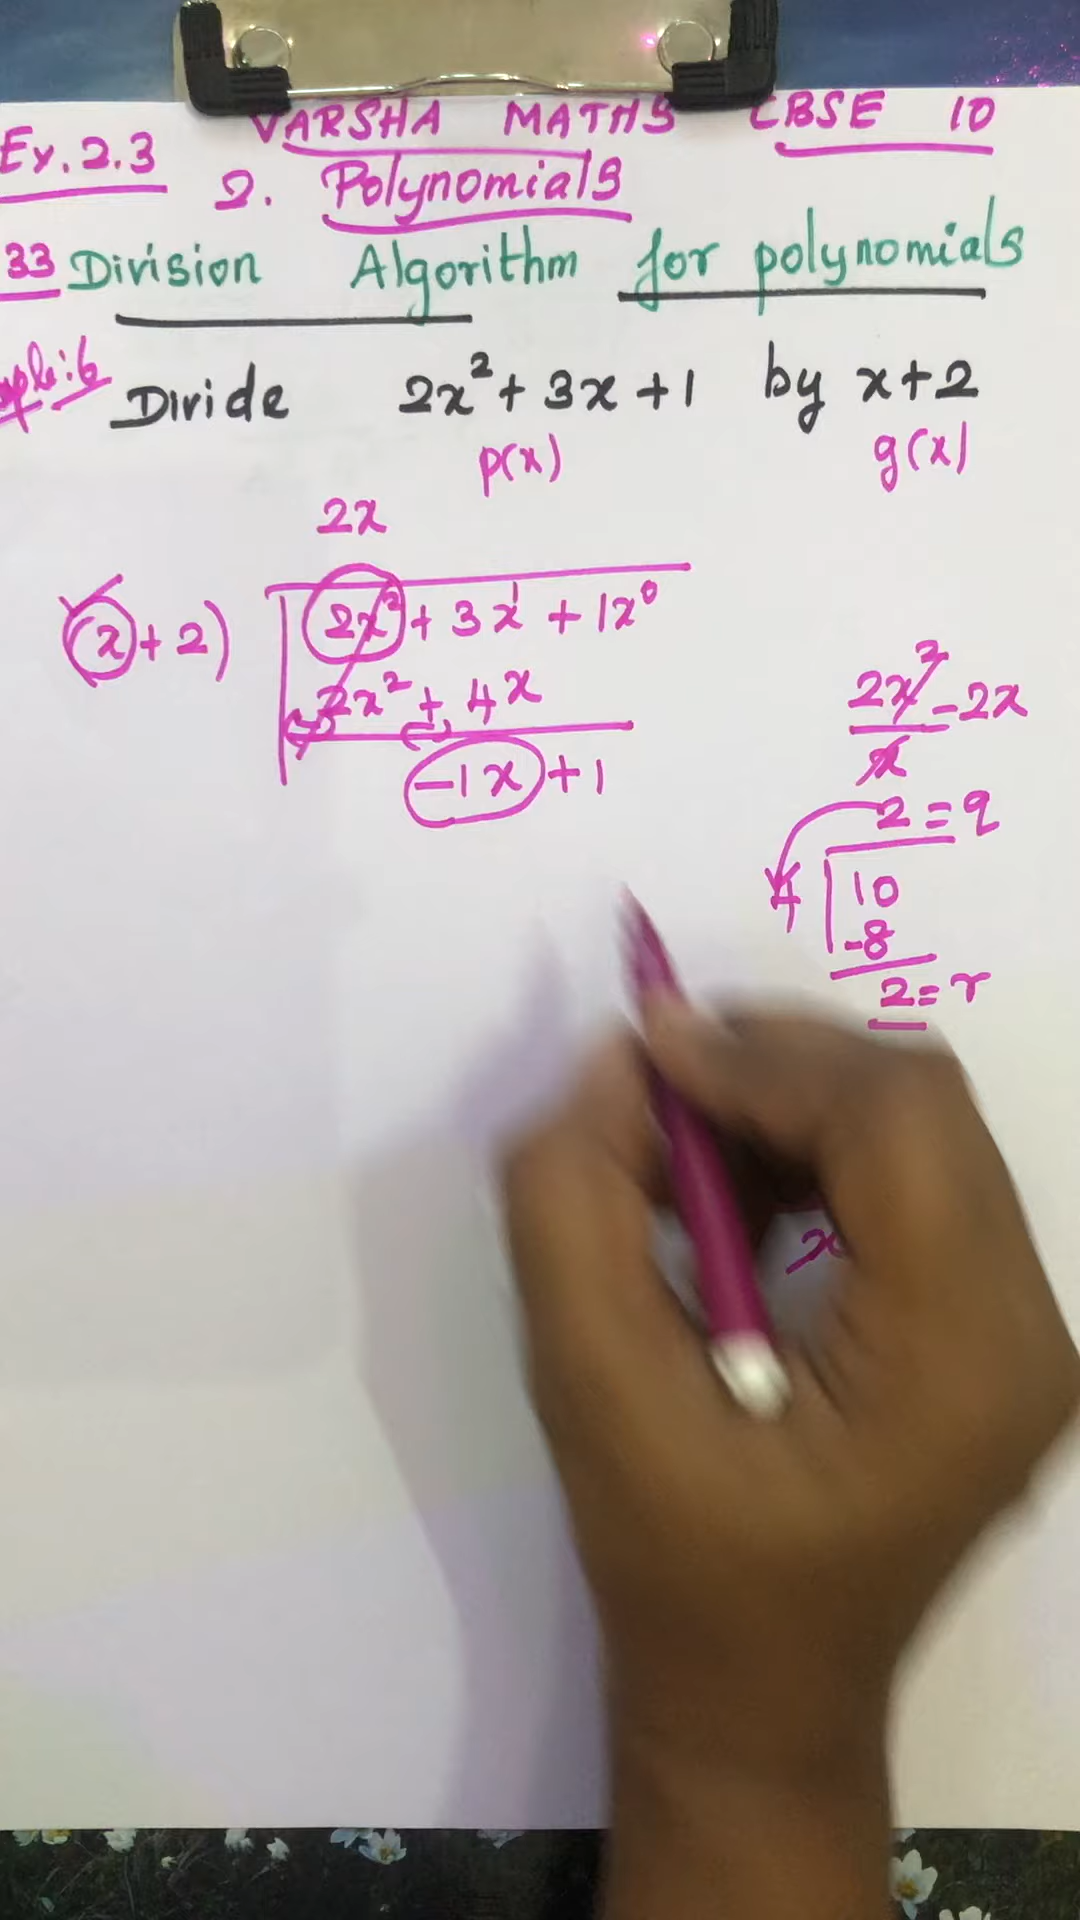 VARSHA MATHS CBSE 10
Ex. 2.3
2. Polynomials
33 Division Algorithm for polynomials
Divide 2x² + 3x + 1 by x + 2
p(x) g(x)
2x
x + 2) 2x² + 3x¹ + 1x⁰
2x² + 4x
(-) (-)
-1x + 1
2x² - 2x
x
2 = q
4 10
-8
2 = r
x